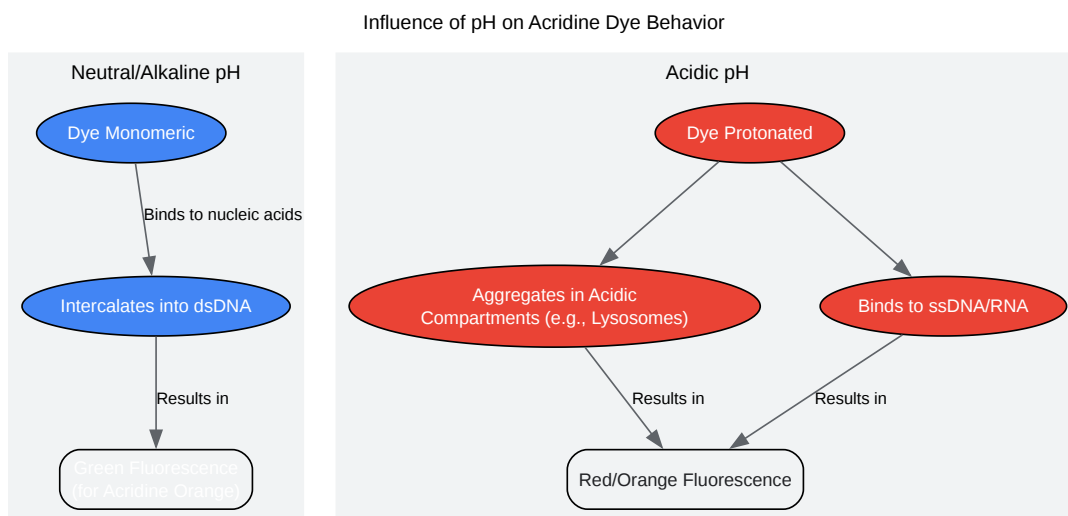 Influence of pH on Acridine Dye Behavior
Neutral/Alkaline pH
Dye Monomeric
Binds to nucleic acids
Intercalates into dsDNA
Results in
Green Fluorescence
(for Acridine Orange)
Acidic pH
Dye Protonated
Aggregates in Acidic
Compartments (e.g., Lysosomes)
Binds to ssDNA/RNA
Results in
Results in
Red/Orange Fluorescence